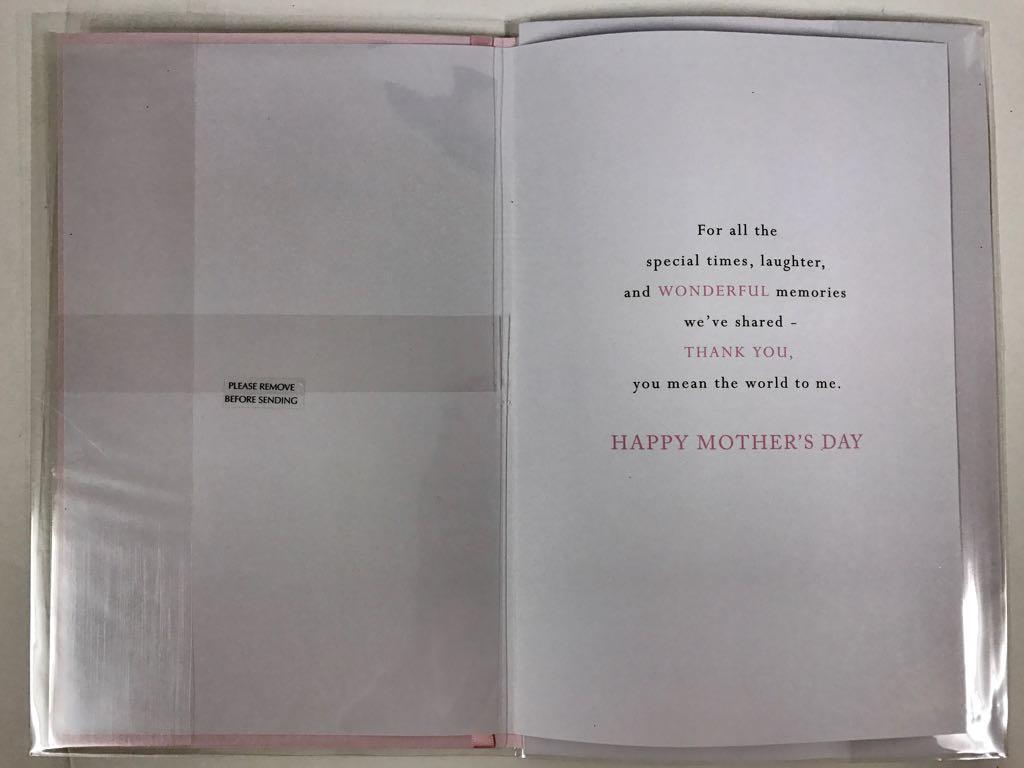 PLEASE REMOVE
BEFORE SENDING
For all the
special times, laughter,
and WONDERFUL memories
we've shared -
THANK YOU,
you mean the world to me.
HAPPY MOTHER'S DAY